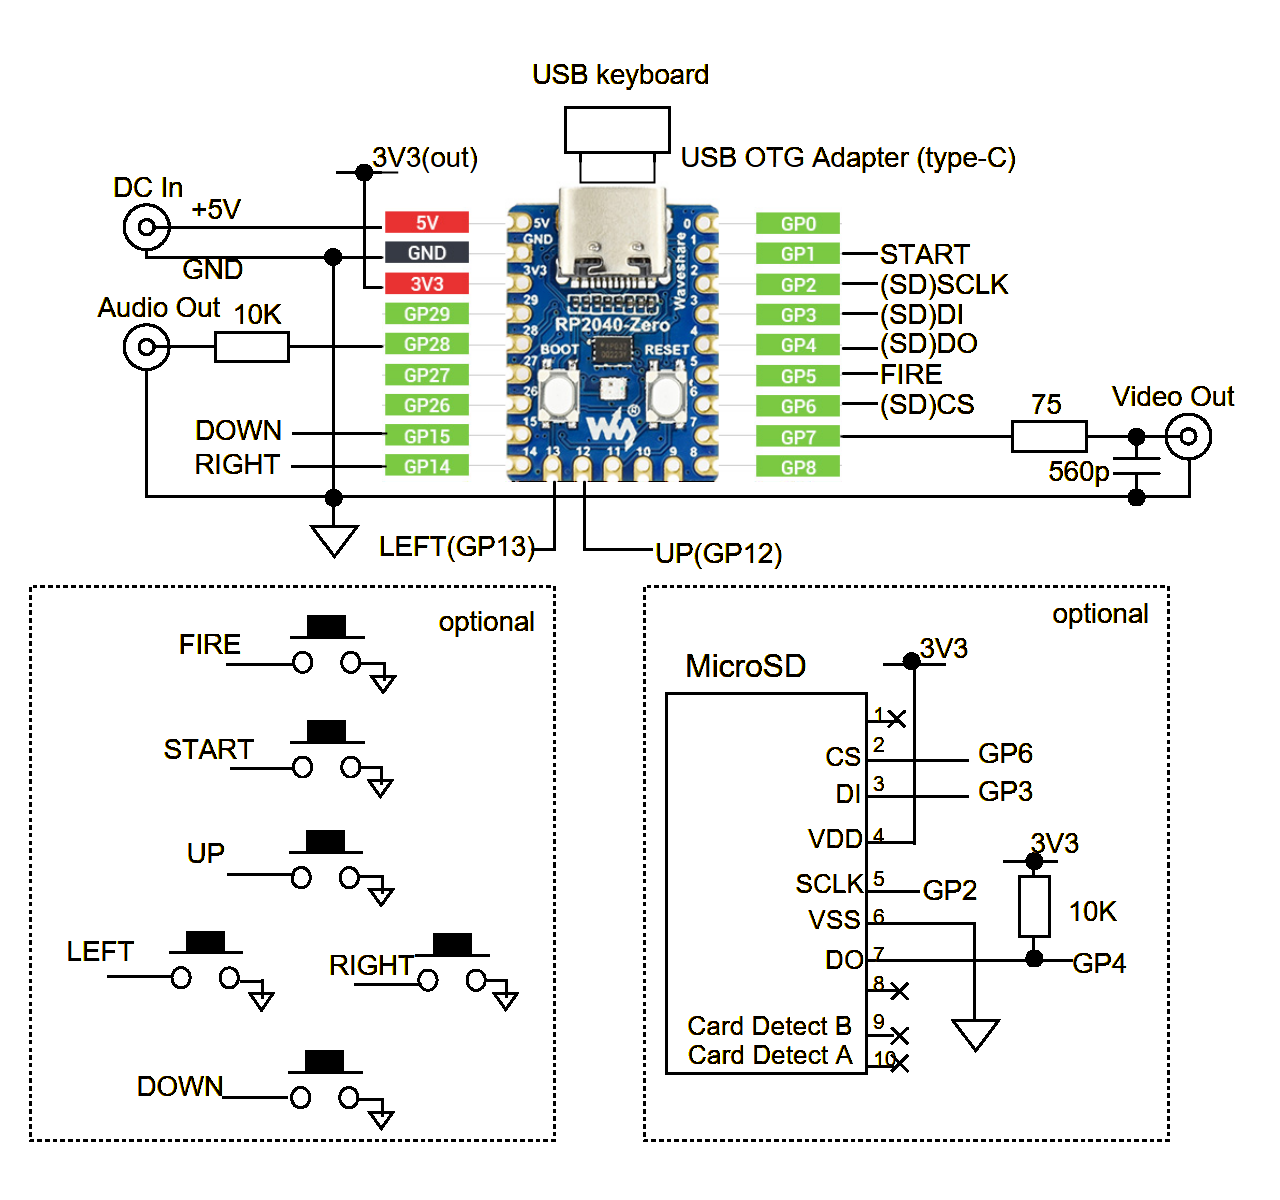 USB keyboard
3V3(out)
USB OTG Adapter (type-C)
DC In
+5V
GND
Audio Out
10K
5V
GND
3V3
GP29
GP28
GP27
GP26
GP15
GP14
DOWN
RIGHT
5V
GND
3V3
29
28
27
26
15
14
13
12
11
10
9
8
0
1
2
3
4
5
6
7
Waveshare
RP2040-Zero
BOOT
RESET
®
GP0
GP1
GP2
GP3
GP4
GP5
GP6
GP7
GP8
START
(SD)SCLK
(SD)DI
(SD)DO
FIRE
(SD)CS
75
Video Out
560p
LEFT(GP13)
UP(GP12)
optional
FIRE
START
UP
LEFT
RIGHT
DOWN
optional
MicroSD
3V3
1
CS 2 GP6
DI 3 GP3
VDD 4
3V3
SCLK 5 GP2
10K
VSS 6
DO 7 GP4
8
Card Detect B 9
Card Detect A 10